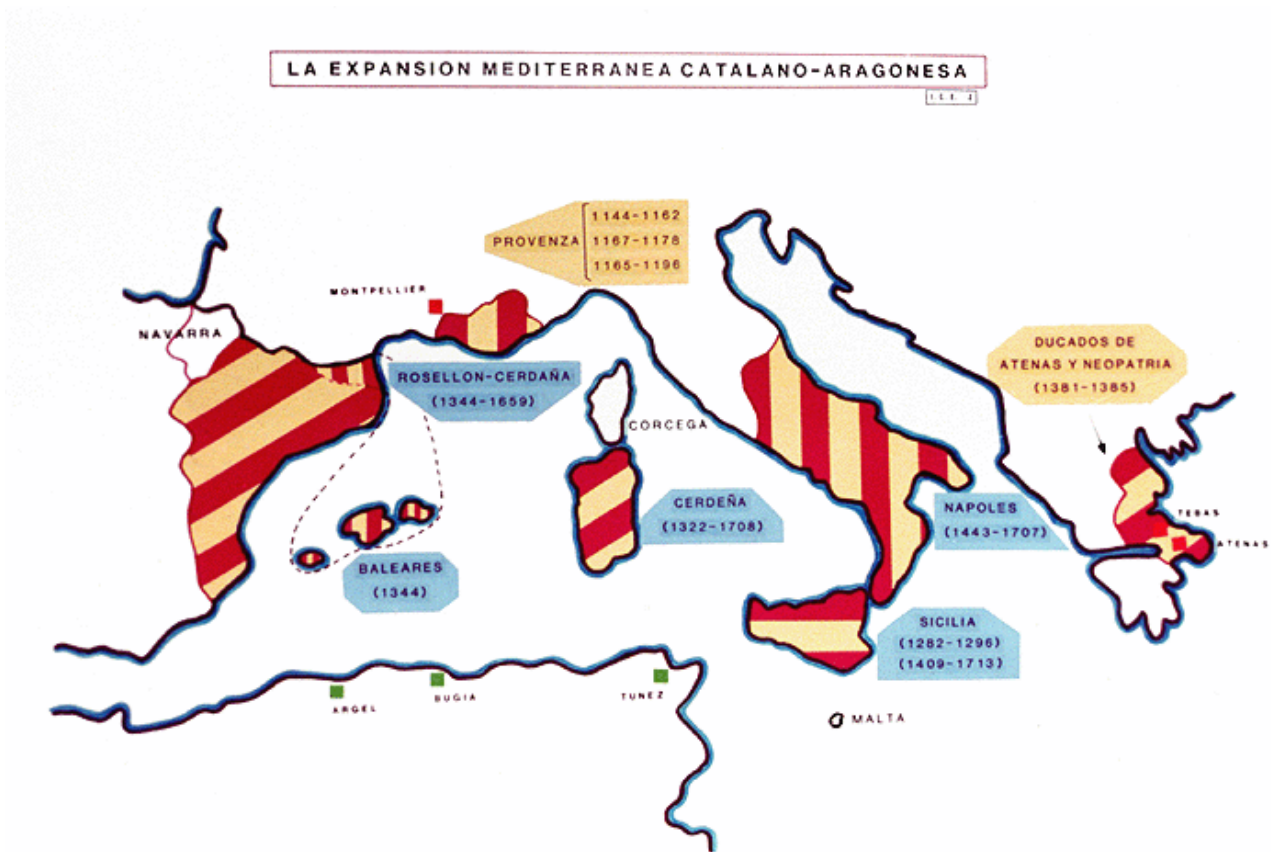 LA EXPANSION MEDITERRANEA CATALANO-ARAGONESA
PROVENZA
1144-1162
1167-1178
1165-1196
MONTPELLIER
NAVARRA
ROSELLON-CERDAÑA
(1344-1659)
CORCEGA
DUCADOS DE
ATENAS Y NEOPATRIA
(1381-1385)
CERDEÑA
(1322-1708)
NAPOLES
(1443-1707)
TEBAS
ATENAS
BALEARES
(1344)
SICILIA
(1282-1296)
(1409-1713)
ARGEL
BUGIA
TUNEZ
MALTA